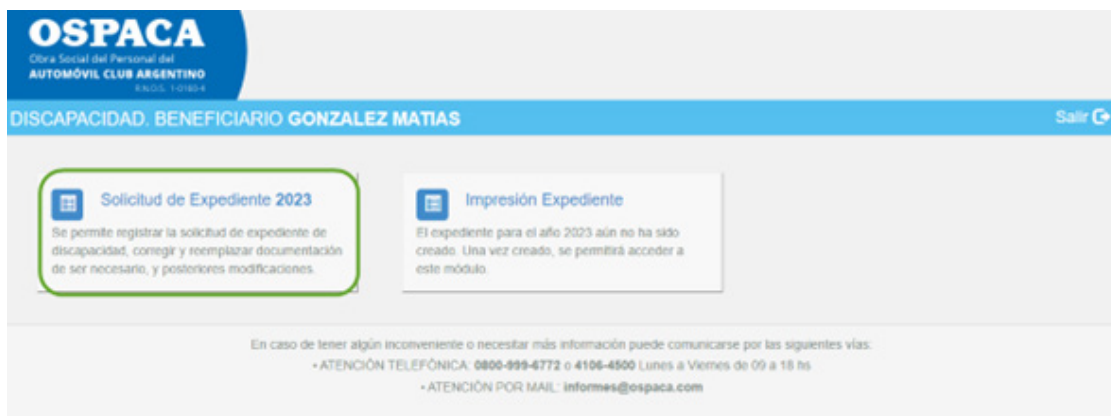 OSPACA
Obra Social del Personal del
AUTOMÓVIL CLUB ARGENTINO
R.N.O.S. 1-0160-4
DISCAPACIDAD. BENEFICIARIO GONZALEZ MATIAS
Salir
Solicitud de Expediente 2023
Se permite registrar la solicitud de expediente de
discapacidad, corregir y reemplazar documentación
de ser necesario, y posteriores modificaciones.
Impresión Expediente
El expediente para el año 2023 aún no ha sido
creado. Una vez creado, se permitirá acceder a
este módulo.
En caso de tener algún inconveniente o necesitar más información puede comunicarse por las siguientes vías:
• ATENCIÓN TELEFÓNICA: 0800-999-6772 o 4106-4500 Lunes a Viernes de 09 a 18 hs
• ATENCIÓN POR MAIL: informes@ospaca.com